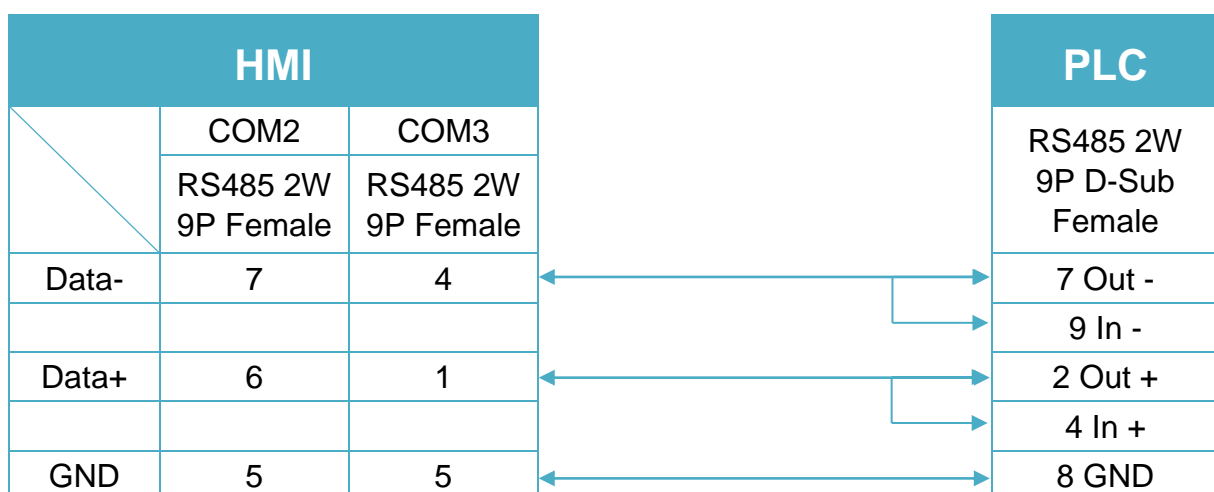 HMI PLC
COM2 COM3
RS485 2W
9P Female
RS485 2W
9P Female
RS485 2W
9P D-Sub
Female
Data- 7 4 7 Out -
9 In -
Data+ 6 1 2 Out +
4 In +
GND 5 5 8 GND